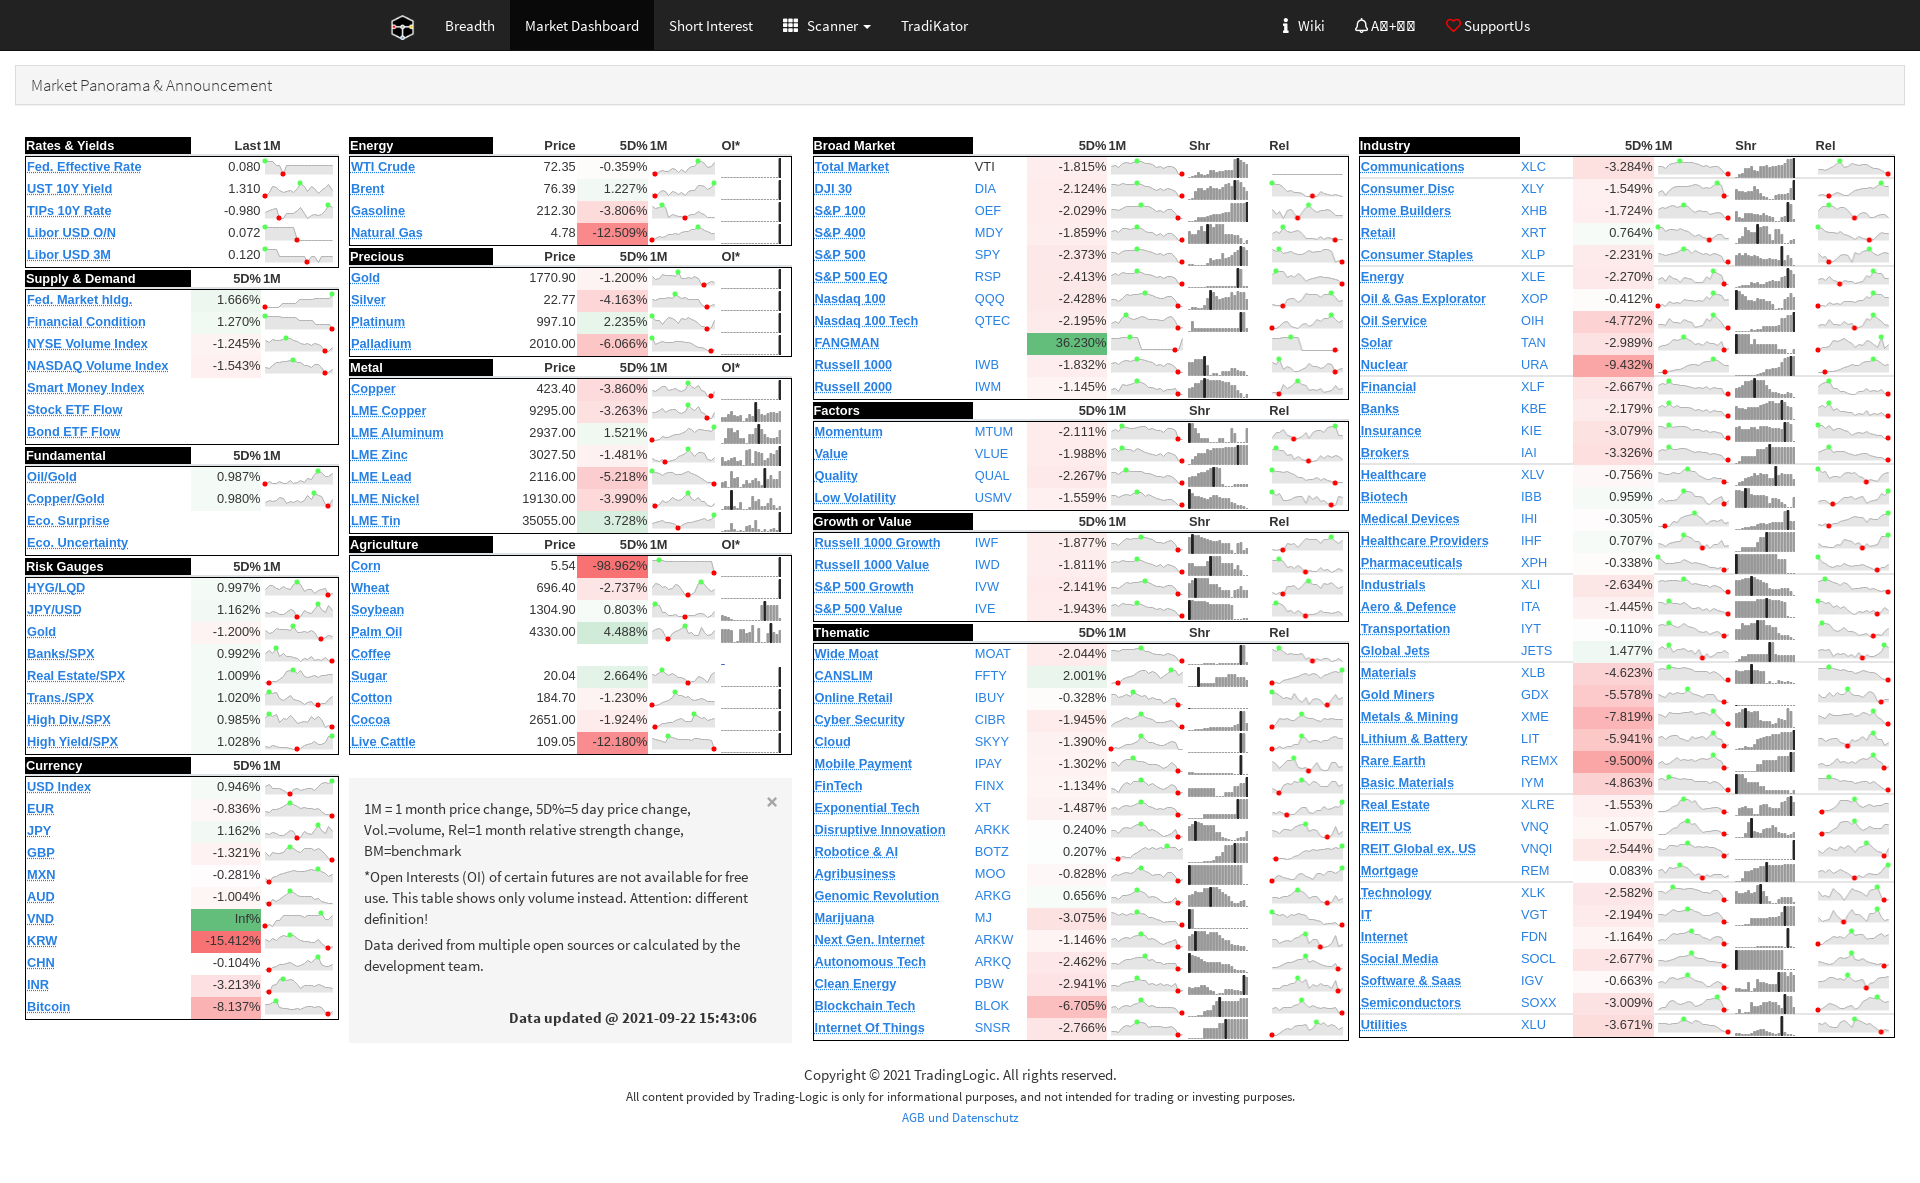 Breadth Market Dashboard Short Interest Scanner TradiKator Wiki SupportUs
Market Panorama & Announcement
Rates & Yields Last 1M
Fed. Effective Rate 0.080
UST 10Y Yield 1.310
TIPs 10Y Rate -0.980
Libor USD O/N 0.072
Libor USD 3M 0.120
Supply & Demand 5D% 1M
Fed. Market hldg. 1.666%
Financial Condition 1.270%
NYSE Volume Index -1.245%
NASDAQ Volume Index -1.543%
Smart Money Index
Stock ETF Flow
Bond ETF Flow
Fundamental 5D% 1M
Oil/Gold 0.987%
Copper/Gold 0.980%
Eco. Surprise
Eco. Uncertainty
Risk Gauges 5D% 1M
HYG/LQD 0.997%
JPY/USD 1.162%
Gold -1.200%
Banks/SPX 0.992%
Real Estate/SPX 1.009%
Trans./SPX 1.020%
High Div./SPX 0.985%
High Yield/SPX 1.028%
Currency 5D% 1M
USD Index 0.946%
EUR -0.836%
JPY 1.162%
GBP -1.321%
MXN -0.281%
AUD -1.004%
VND Inf%
KRW -15.412%
CHN -0.104%
INR -3.213%
Bitcoin -8.137%
Energy Price 5D% 1M OI*
WTI Crude 72.35 -0.359%
Brent 76.39 1.227%
Gasoline 212.30 -3.806%
Natural Gas 4.78 -12.509%
Precious Price 5D% 1M OI*
Gold 1770.90 -1.200%
Silver 22.77 -4.163%
Platinum 997.10 2.235%
Palladium 2010.00 -6.066%
Metal Price 5D% 1M OI*
Copper 423.40 -3.860%
LME Copper 9295.00 -3.263%
LME Aluminum 2937.00 1.521%
LME Zinc 3027.50 -1.481%
LME Lead 2116.00 -5.218%
LME Nickel 19130.00 -3.990%
LME Tin 35055.00 3.728%
Agriculture Price 5D% 1M OI*
Corn 5.54 -98.962%
Wheat 696.40 -2.737%
Soybean 1304.90 0.803%
Palm Oil 4330.00 4.488%
Coffee
Sugar 20.04 2.664%
Cotton 184.70 -1.230%
Cocoa 2651.00 -1.924%
Live Cattle 109.05 -12.180%
×
1M = 1 month price change, 5D%=5 day price change,
Vol.=volume, Rel=1 month relative strength change,
BM=benchmark
*Open Interests (OI) of certain futures are not available for free
use. This table shows only volume instead. Attention: different
definition!
Data derived from multiple open sources or calculated by the
development team.
Data updated @ 2021-09-22 15:43:06
Broad Market 5D% 1M Shr Rel
Total Market VTI -1.815%
DJI 30 DIA -2.124%
S&P 100 OEF -2.029%
S&P 400 MDY -1.859%
S&P 500 SPY -2.373%
S&P 500 EQ RSP -2.413%
Nasdaq 100 QQQ -2.428%
Nasdaq 100 Tech QTEC -2.195%
FANGMAN 36.230%
Russell 1000 IWB -1.832%
Russell 2000 IWM -1.145%
Factors 5D% 1M Shr Rel
Momentum MTUM -2.111%
Value VLUE -1.988%
Quality QUAL -2.267%
Low Volatility USMV -1.559%
Growth or Value 5D% 1M Shr Rel
Russell 1000 Growth IWF -1.877%
Russell 1000 Value IWD -1.811%
S&P 500 Growth IVW -2.141%
S&P 500 Value IVE -1.943%
Thematic 5D% 1M Shr Rel
Wide Moat MOAT -2.044%
CANSLIM FFTY 2.001%
Online Retail IBUY -0.328%
Cyber Security CIBR -1.945%
Cloud SKYY -1.390%
Mobile Payment IPAY -1.302%
FinTech FINX -1.134%
Exponential Tech XT -1.487%
Disruptive Innovation ARKK 0.240%
Robotice & AI BOTZ 0.207%
Agribusiness MOO -0.828%
Genomic Revolution ARKG 0.656%
Marijuana MJ -3.075%
Next Gen. Internet ARKW -1.146%
Autonomous Tech ARKQ -2.462%
Clean Energy PBW -2.941%
Blockchain Tech BLOK -6.705%
Internet Of Things SNSR -2.766%
Industry 5D% 1M Shr Rel
Communications XLC -3.284%
Consumer Disc XLY -1.549%
Home Builders XHB -1.724%
Retail XRT 0.764%
Consumer Staples XLP -2.231%
Energy XLE -2.270%
Oil & Gas Explorator XOP -0.412%
Oil Service OIH -4.772%
Solar TAN -2.989%
Nuclear URA -9.432%
Financial XLF -2.667%
Banks KBE -2.179%
Insurance KIE -3.079%
Brokers IAI -3.326%
Healthcare XLV -0.756%
Biotech IBB 0.959%
Medical Devices IHI -0.305%
Healthcare Providers IHF 0.707%
Pharmaceuticals XPH -0.338%
Industrials XLI -2.634%
Aero & Defence ITA -1.445%
Transportation IYT -0.110%
Global Jets JETS 1.477%
Materials XLB -4.623%
Gold Miners GDX -5.578%
Metals & Mining XME -7.819%
Lithium & Battery LIT -5.941%
Rare Earth REMX -9.500%
Basic Materials IYM -4.863%
Real Estate XLRE -1.553%
REIT US VNQ -1.057%
REIT Global ex. US VNQI -2.544%
Mortgage REM 0.083%
Technology XLK -2.582%
IT VGT -2.194%
Internet FDN -1.164%
Social Media SOCL -2.677%
Software & Saas IGV -0.663%
Semiconductors SOXX -3.009%
Utilities XLU -3.671%
Copyright © 2021 TradingLogic. All rights reserved.
All content provided by Trading-Logic is only for informational purposes, and not intended for trading or investing purposes.
AGB und Datenschutz